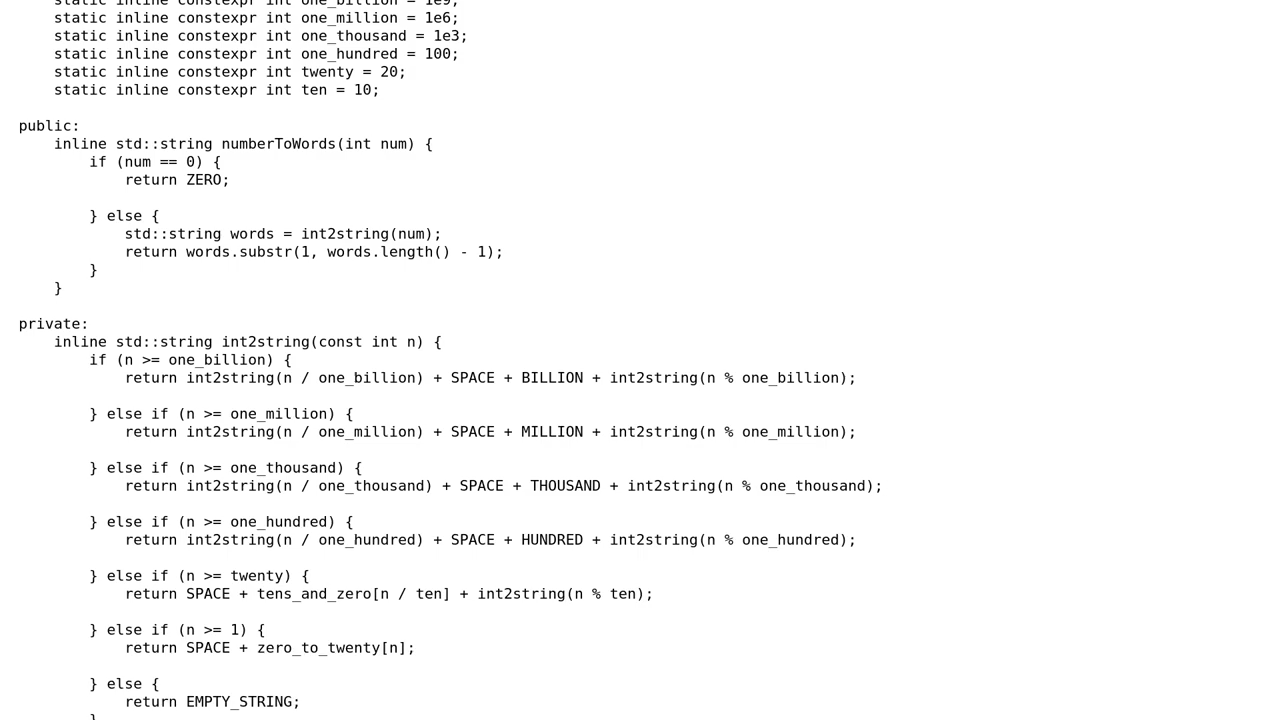 static inline constexpr int one_billion = 1e9;
static inline constexpr int one_million = 1e6;
static inline constexpr int one_thousand = 1e3;
static inline constexpr int one_hundred = 100;
static inline constexpr int twenty = 20;
static inline constexpr int ten = 10;
public:
inline std::string numberToWords(int num) {
if (num == 0) {
return ZERO;
} else {
std::string words = int2string(num);
return words.substr(1, words.length() - 1);
}
}
private:
inline std::string int2string(const int n) {
if (n >= one_billion) {
return int2string(n / one_billion) + SPACE + BILLION + int2string(n % one_billion);
} else if (n >= one_million) {
return int2string(n / one_million) + SPACE + MILLION + int2string(n % one_million);
} else if (n >= one_thousand) {
return int2string(n / one_thousand) + SPACE + THOUSAND + int2string(n % one_thousand);
} else if (n >= one_hundred) {
return int2string(n / one_hundred) + SPACE + HUNDRED + int2string(n % one_hundred);
} else if (n >= twenty) {
return SPACE + tens_and_zero[n / ten] + int2string(n % ten);
} else if (n >= 1) {
return SPACE + zero_to_twenty[n];
} else {
return EMPTY_STRING;
}